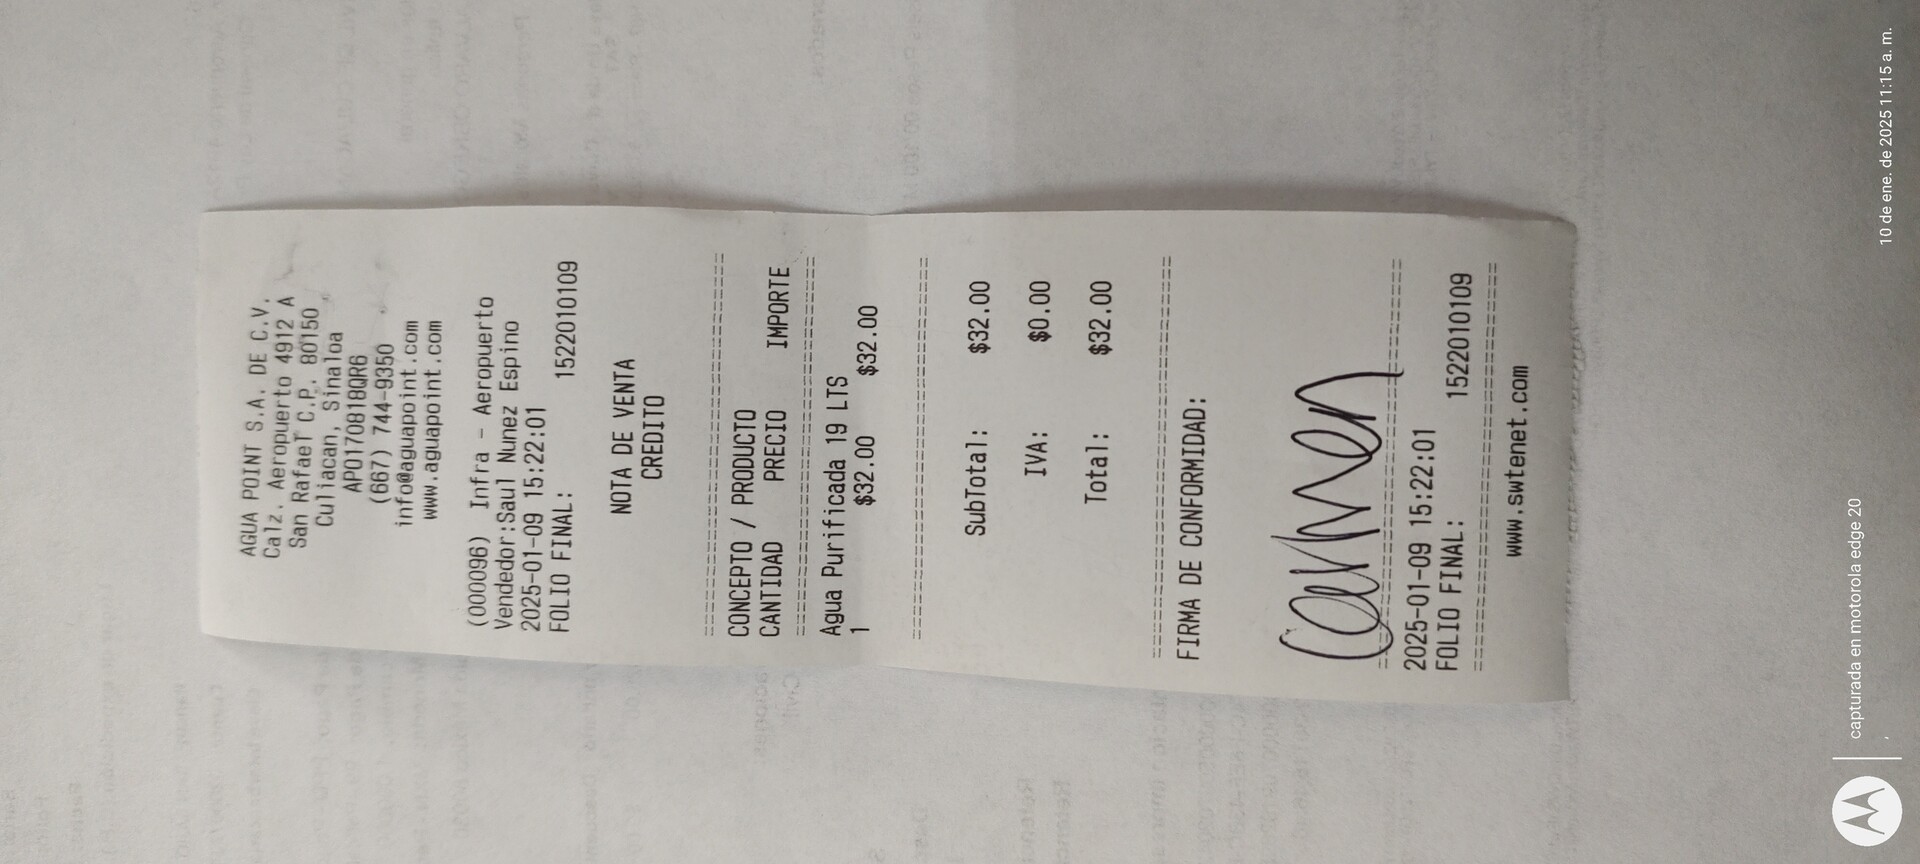 AGUA POINT S.A. DE C.V.
Calz. Aeropuerto 4912 A
San Rafael C.P. 80150
Culiacan, Sinaloa
APO170818QR6
(667) 744-9350
info@aguapoint.com
www.aguapoint.com
(000096) Infra - Aeropuerto
Vendedor:Saul Nunez Espino
2025-01-09 15:22:01
FOLIO FINAL: 1522010109
NOTA DE VENTA
CREDITO
CONCEPTO / PRODUCTO
CANTIDAD PRECIO IMPORTE
Agua Purificada 19 LTS
1 $32.00 $32.00
SubTotal: $32.00
IVA: $0.00
Total: $32.00
FIRMA DE CONFORMIDAD:
Carmen
2025-01-09 15:22:01
FOLIO FINAL: 1522010109
www.swtenet.com
capturada en motorola edge 20
10 de ene. de 2025 11:15 a. m.